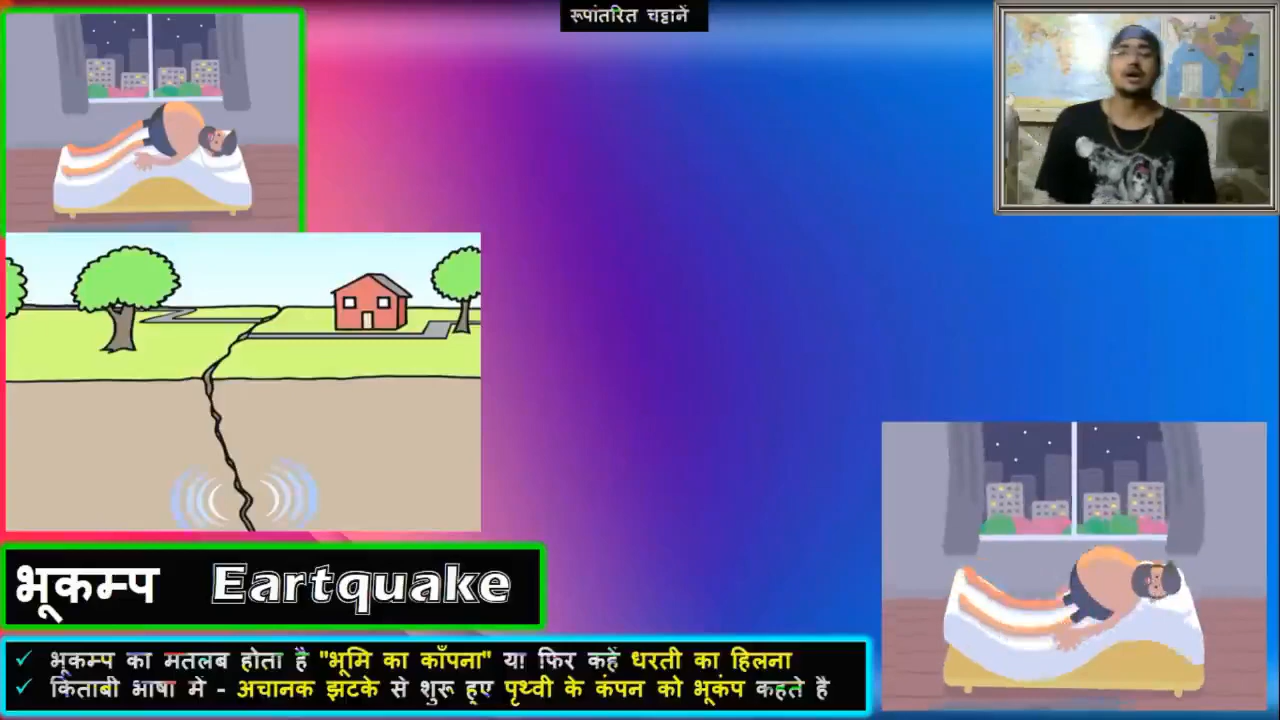 रूपांतरित चट्टानें
भूकम्प Eartquake
✓ भूकम्प का मतलब होता है "भूमि का काँपना" या फिर कहें धरती का हिलना
✓ किताबी भाषा में - अचानक झटके से शुरू हुए पृथ्वी के कंपन को भूकंप कहते है